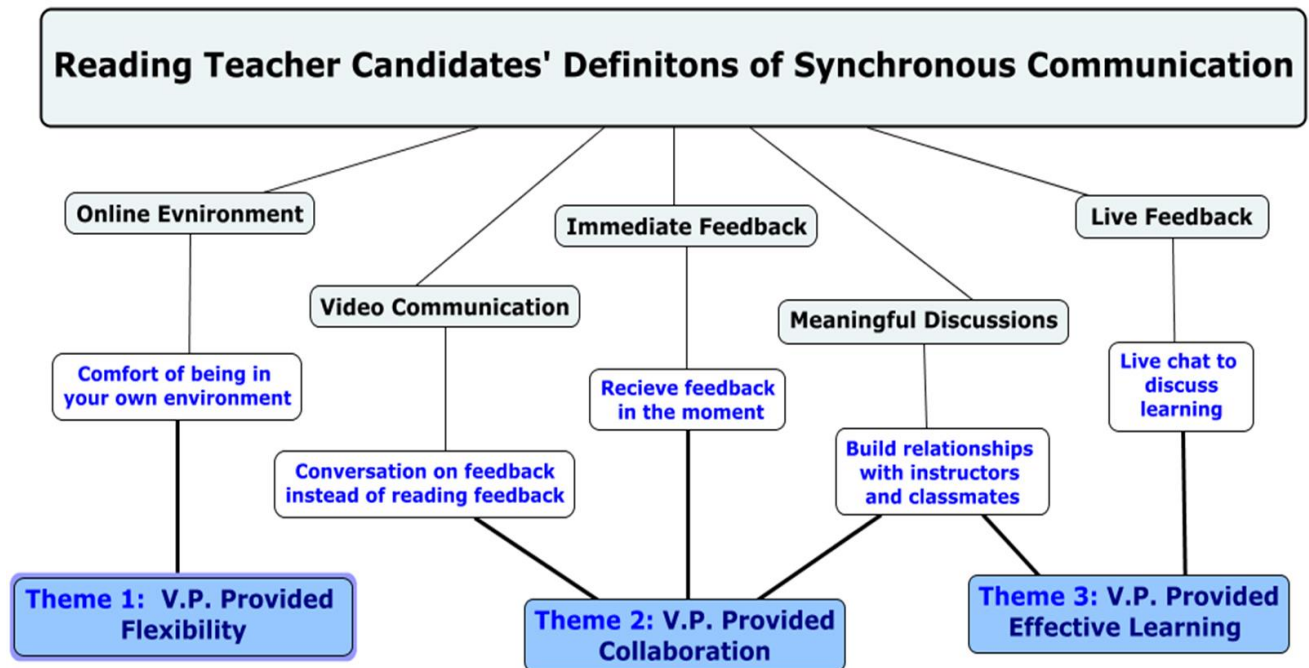 Reading Teacher Candidates' Definitons of Synchronous Communication
Online Evnironment
Immediate Feedback
Live Feedback
Video Communication
Meaningful Discussions
Comfort of being in
your own environment
Recieve feedback
in the moment
Live chat to
discuss
learning
Conversation on feedback
instead of reading feedback
Build relationships
with instructors
and classmates
Theme 1: V.P. Provided
Flexibility
Theme 2: V.P. Provided
Collaboration
Theme 3: V.P. Provided
Effective Learning